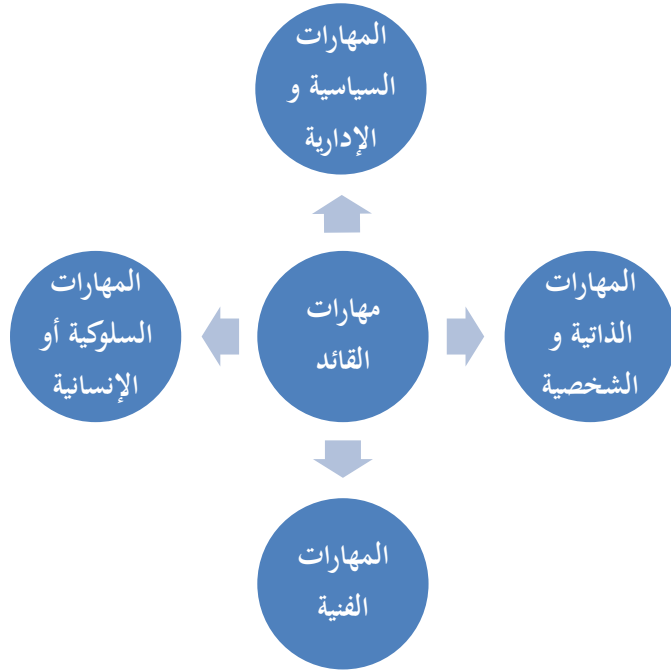 المهارات
السياسية و
الإدارية
المهارات
الذاتية و
الشخصية
مهارات
القائد
المهارات
السلوكية أو
الإنسانية
المهارات
الفنية